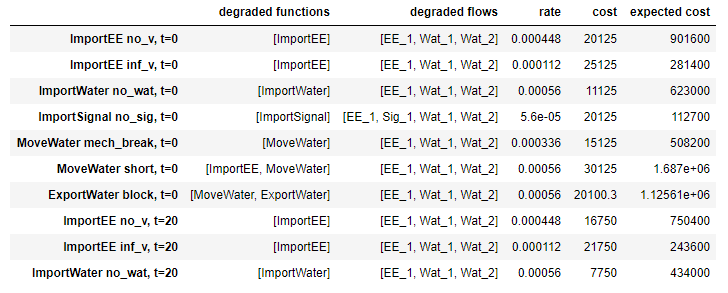 degraded functions degraded flows rate cost expected cost
ImportEE no_v, t=0 [ImportEE] [EE_1, Wat_1, Wat_2] 0.000448 20125 901600
ImportEE inf_v, t=0 [ImportEE] [EE_1, Wat_1, Wat_2] 0.000112 25125 281400
ImportWater no_wat, t=0 [ImportWater] [EE_1, Wat_1, Wat_2] 0.00056 11125 623000
ImportSignal no_sig, t=0 [ImportSignal] [EE_1, Sig_1, Wat_1, Wat_2] 5.6e-05 20125 112700
MoveWater mech_break, t=0 [MoveWater] [EE_1, Wat_1, Wat_2] 0.000336 15125 508200
MoveWater short, t=0 [ImportEE, MoveWater] [EE_1, Wat_1, Wat_2] 0.00056 30125 1.687e+06
ExportWater block, t=0 [MoveWater, ExportWater] [EE_1, Wat_1, Wat_2] 0.00056 20100.3 1.12561e+06
ImportEE no_v, t=20 [ImportEE] [EE_1, Wat_1, Wat_2] 0.000448 16750 750400
ImportEE inf_v, t=20 [ImportEE] [EE_1, Wat_1, Wat_2] 0.000112 21750 243600
ImportWater no_wat, t=20 [ImportWater] [EE_1, Wat_1, Wat_2] 0.00056 7750 434000